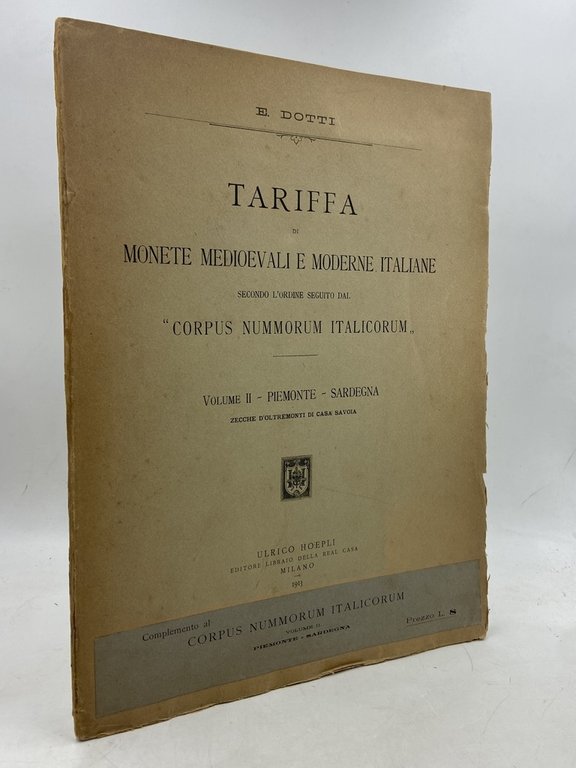 E. DOTTI
TARIFFA
DI
MONETE MEDIOEVALI E MODERNE ITALIANE
SECONDO L'ORDINE SEGUITO DAL
"CORPUS NUMMORUM ITALICORUM„
VOLUME II - PIEMONTE - SARDEGNA
ZECCHE D'OLTREMONTI DI CASA SAVOIA
ULRICO HOEPLI
EDITORE LIBRAIO DELLA REAL CASA
MILANO
1913
Complemento al
CORPUS NUMMORUM ITALICORUM
VOLUME II.
PIEMONTE - SARDEGNA
Prezzo L. 8